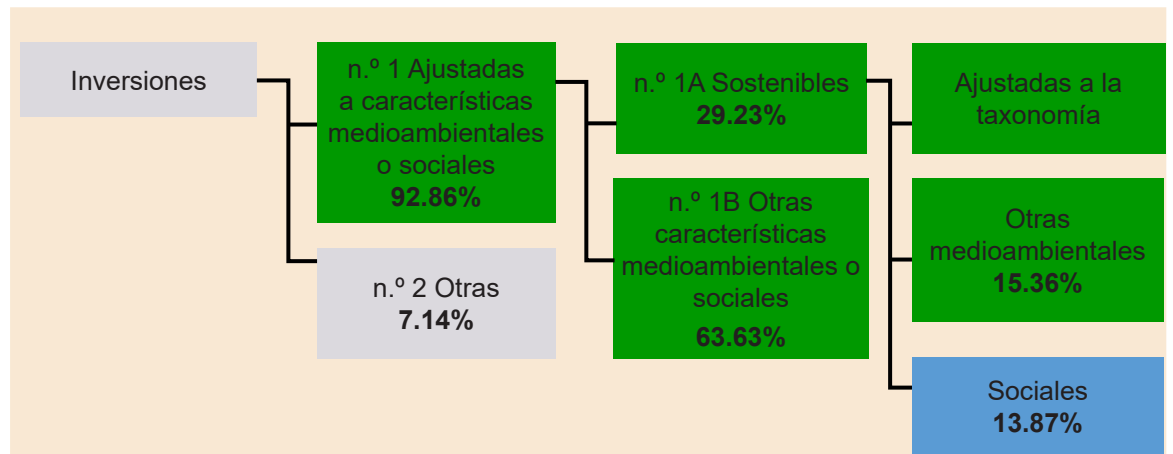 Inversiones
n.º 1 Ajustadas
a características
medioambientales
o sociales
92.86%
n.º 2 Otras
7.14%
n.º 1A Sostenibles
29.23%
n.º 1B Otras
características
medioambientales o
sociales
63.63%
Ajustadas a la
taxonomía
Otras
medioambientales
15.36%
Sociales
13.87%